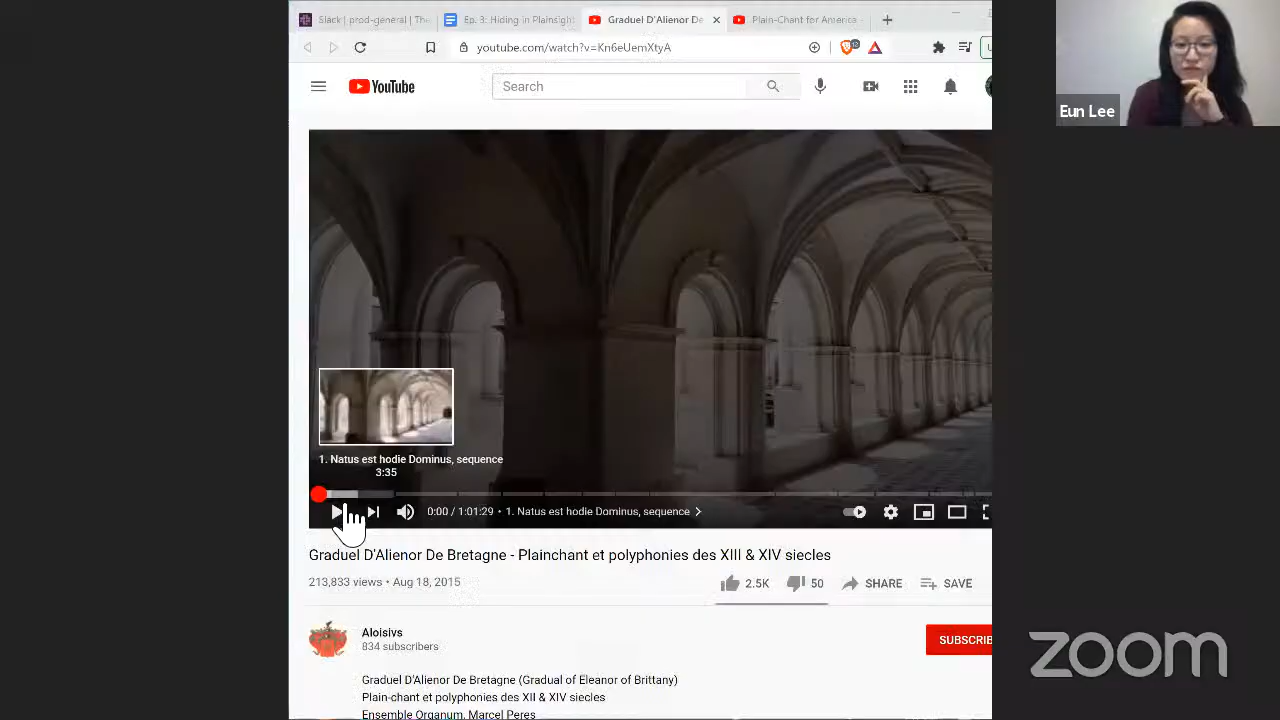 Slack | prod-general | The
Ep. 3: Hiding in Plainsigh
Graduel D'Alienor De
Plain-Chant for America -
youtube.com/watch?v=Kn6eUemXtyA
12
YouTube
Search
Eun Lee
1. Natus est hodie Dominus, sequence
3:35
0:00 / 1:01:29 • 1. Natus est hodie Dominus, sequence
Graduel D'Alienor De Bretagne - Plainchant et polyphonies des XIII & XIV siecles
213,833 views • Aug 18, 2015
2.5K
50
SHARE
SAVE
Aloisivs
834 subscribers
SUBSCRIB
Graduel D'Alienor De Bretagne (Gradual of Eleanor of Brittany)
Plain-chant et polyphonies des XII & XIV siecles
Ensemble Organum, Marcel Peres
zoom